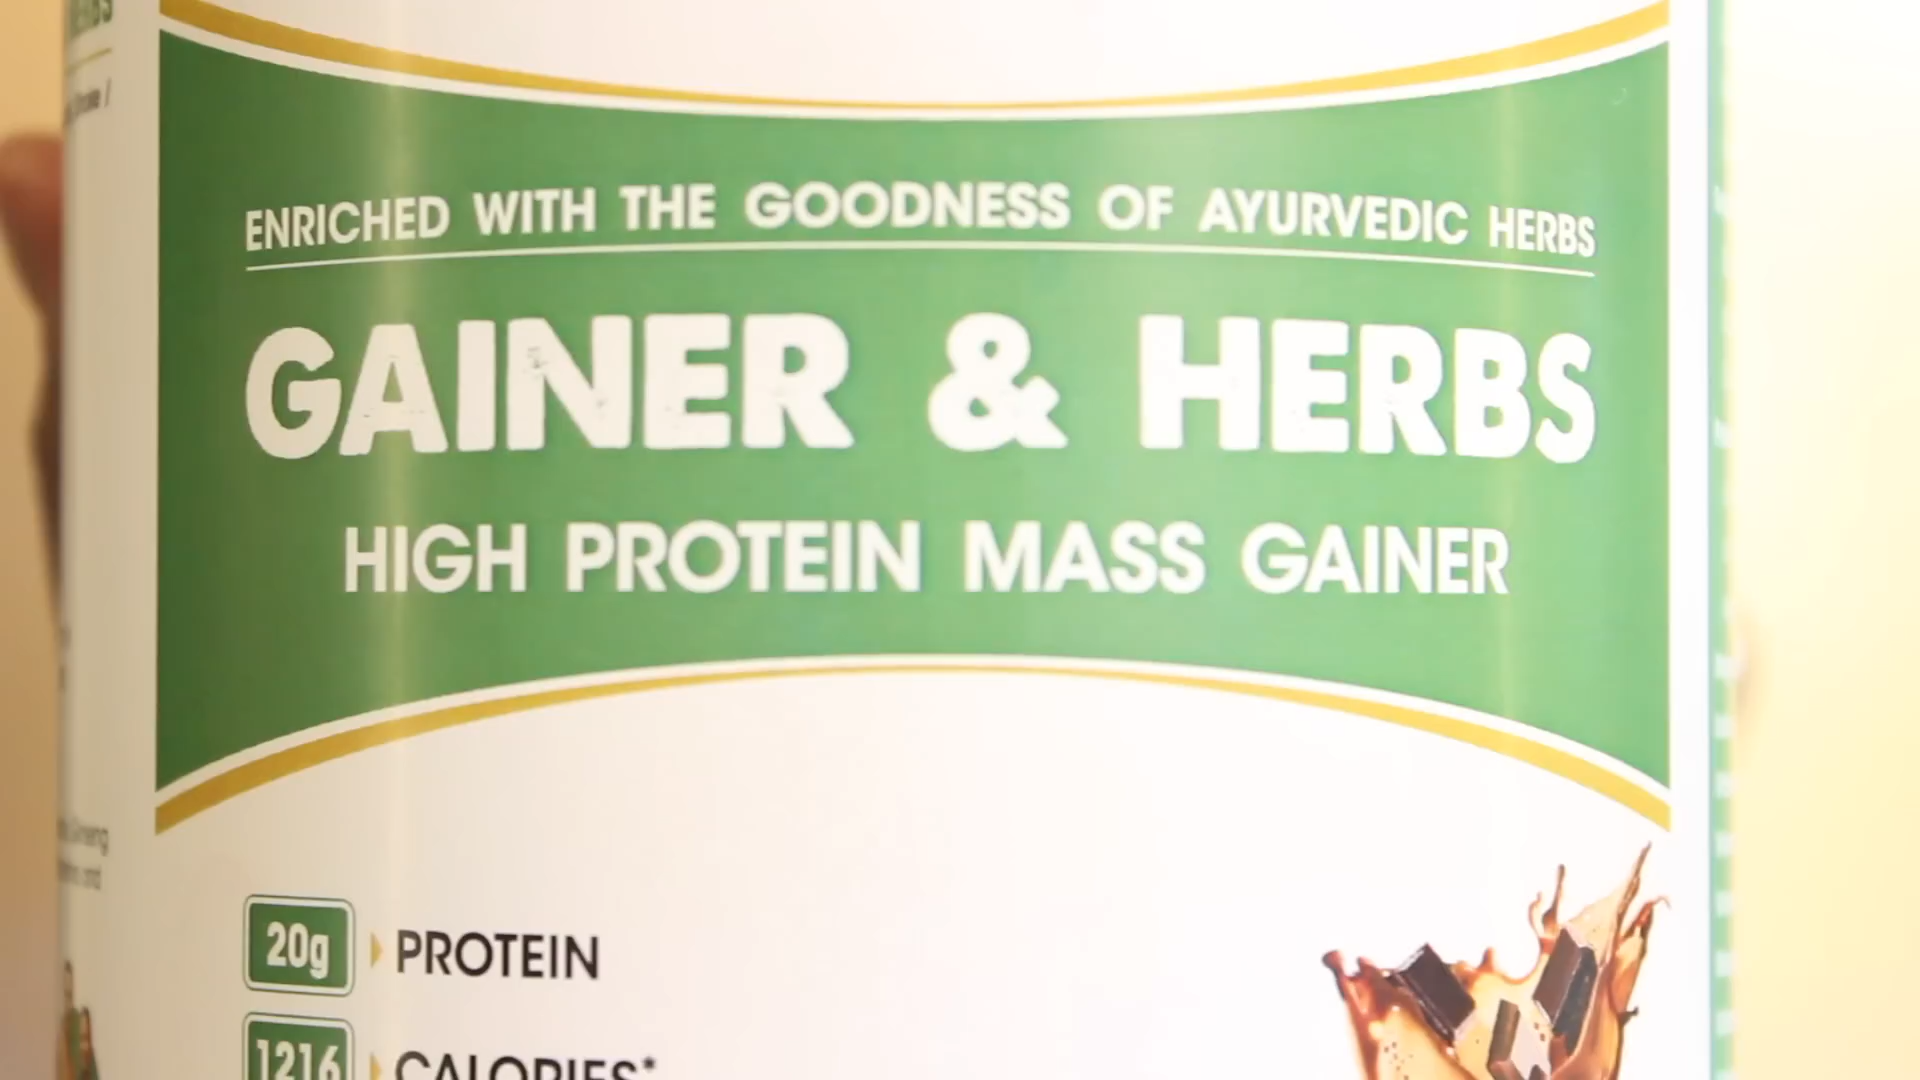 ENRICHED WITH THE GOODNESS OF AYURVEDIC HERBS
GAINER & HERBS
HIGH PROTEIN MASS GAINER
20g PROTEIN
1216 CALORIES*